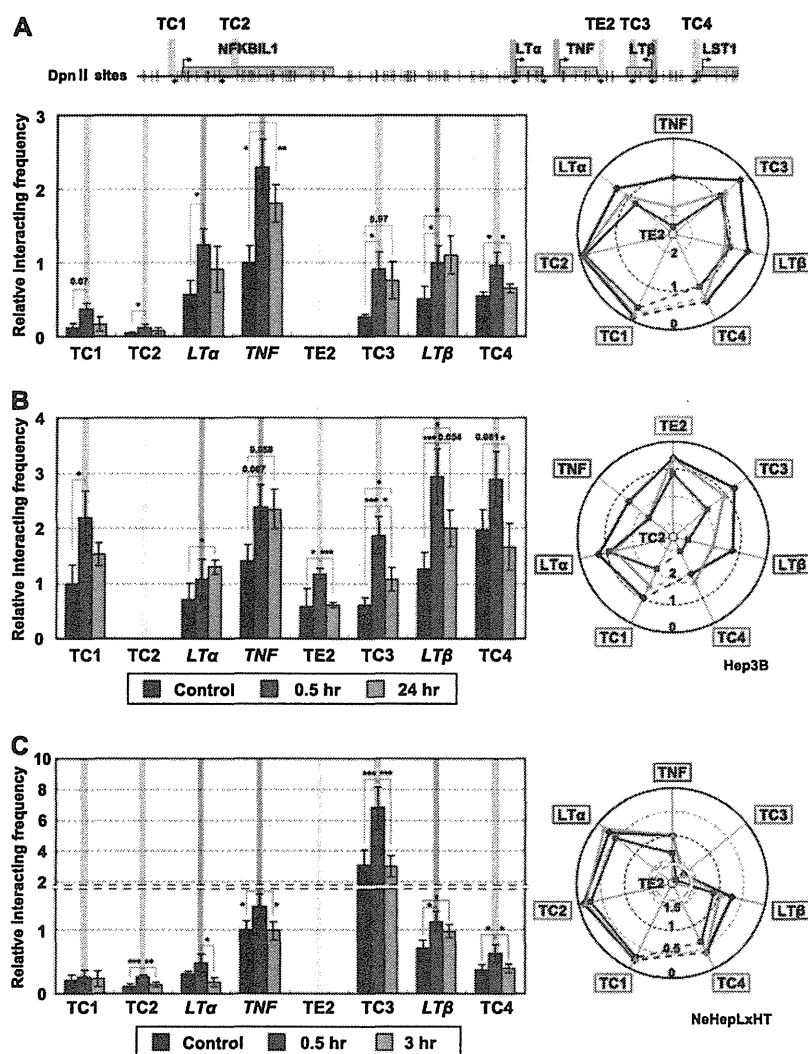 A
TC1 TC2 TE2 TC3 TC4
NFKBIL1 LTα TNF LTβ LST1
Dpn II sites
Relative interacting frequency
3
2
1
0
0.07 * * * ** * 0.07 * * * *
TC1 TC2 LTα TNF TE2 TC3 LTβ TC4
TNF
LTα TC3
TE2
2
TC2 LTβ
1
TC1 0 TC4
B
Relative interacting frequency
4
3
2
1
0
* * 0.067 0.058 * *** *** * * *** 0.054 * 0.051 *
TC1 TC2 LTα TNF TE2 TC3 LTβ TC4
Control 0.5 hr 24 hr
TE2
TNF TC3
TC2
LTα LTβ
2
1
TC1 0 TC4
Hep3B
C
Relative interacting frequency
10
8
6
4
2
1
0
*** ** * * * *** *** * * * *
TC1 TC2 LTα TNF TE2 TC3 LTβ TC4
Control 0.5 hr 3 hr
TNF
LTα TC3
TE2
TC2 1.5 LTβ
1
0.5
TC1 0 TC4
NeHepLxHT